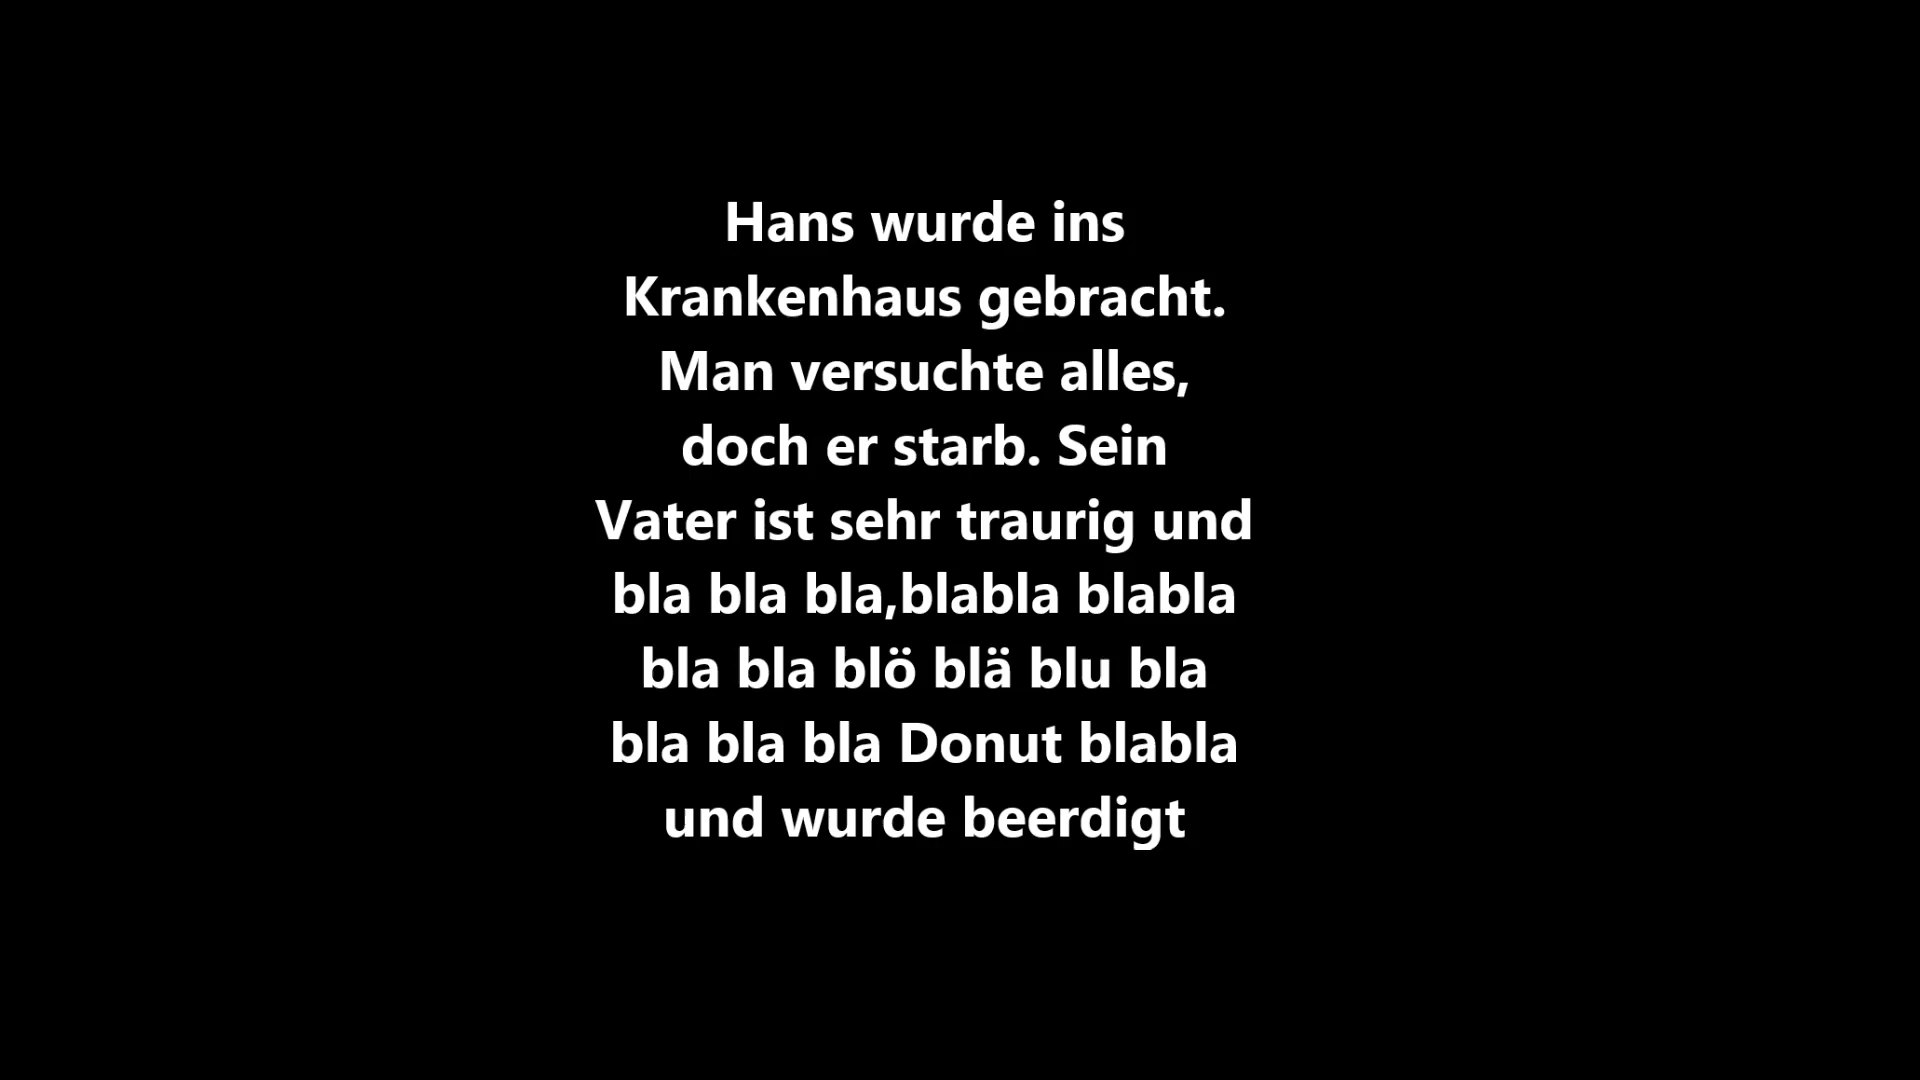 Hans wurde ins
Krankenhaus gebracht.
Man versuchte alles,
doch er starb. Sein
Vater ist sehr traurig und
bla bla bla,blabla blabla
bla bla blö blä blu bla
bla bla bla Donut blabla
und wurde beerdigt